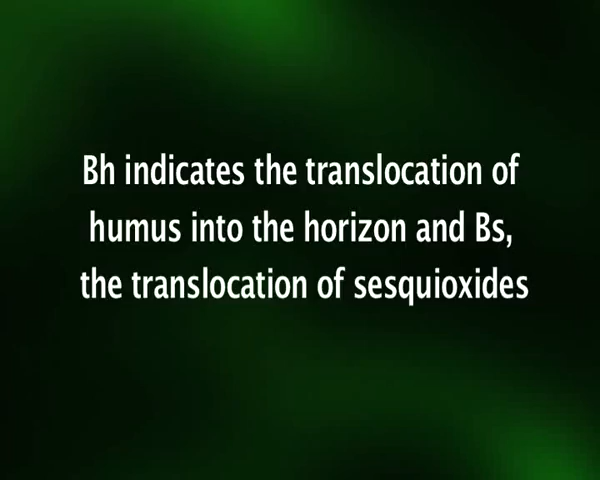 Bh indicates the translocation of
humus into the horizon and Bs,
the translocation of sesquioxides